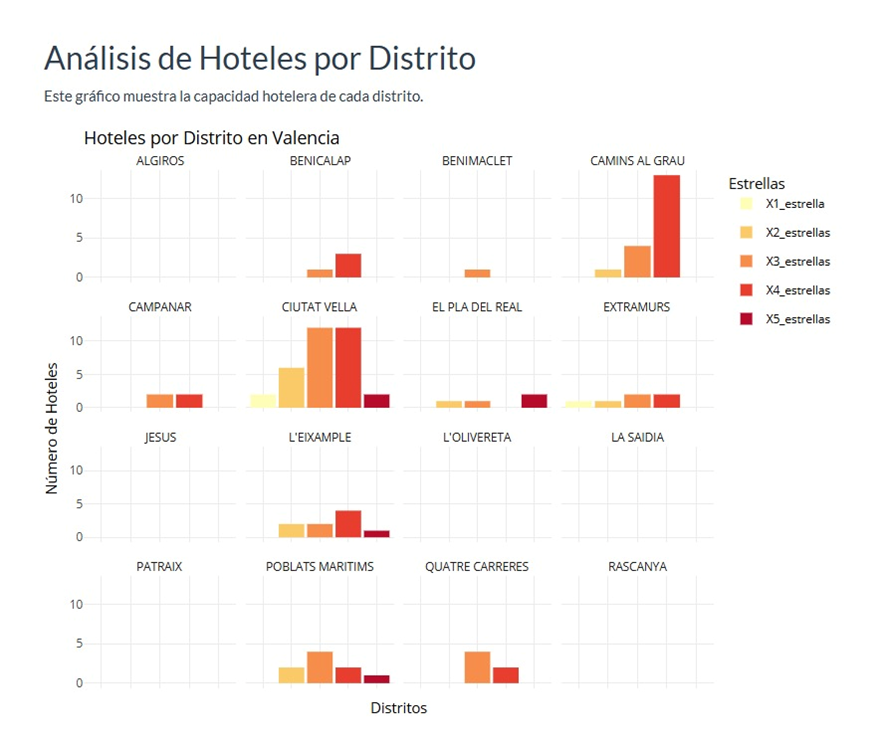 Análisis de Hoteles por Distrito
Este gráfico muestra la capacidad hotelera de cada distrito.
Hoteles por Distrito en Valencia
ALGIROS BENICALAP BENIMACLET CAMINS AL GRAU
10
5
0
CAMPANAR CIUTAT VELLA EL PLA DEL REAL EXTRAMURS
10
5
0
JESUS L'EIXAMPLE L'OLIVERETA LA SAIDIA
10
5
0
PATRAIX POBLATS MARITIMS QUATRE CARRERES RASCANYA
10
5
0
Número de Hoteles
Distritos
Estrellas
X1_estrella
X2_estrellas
X3_estrellas
X4_estrellas
X5_estrellas